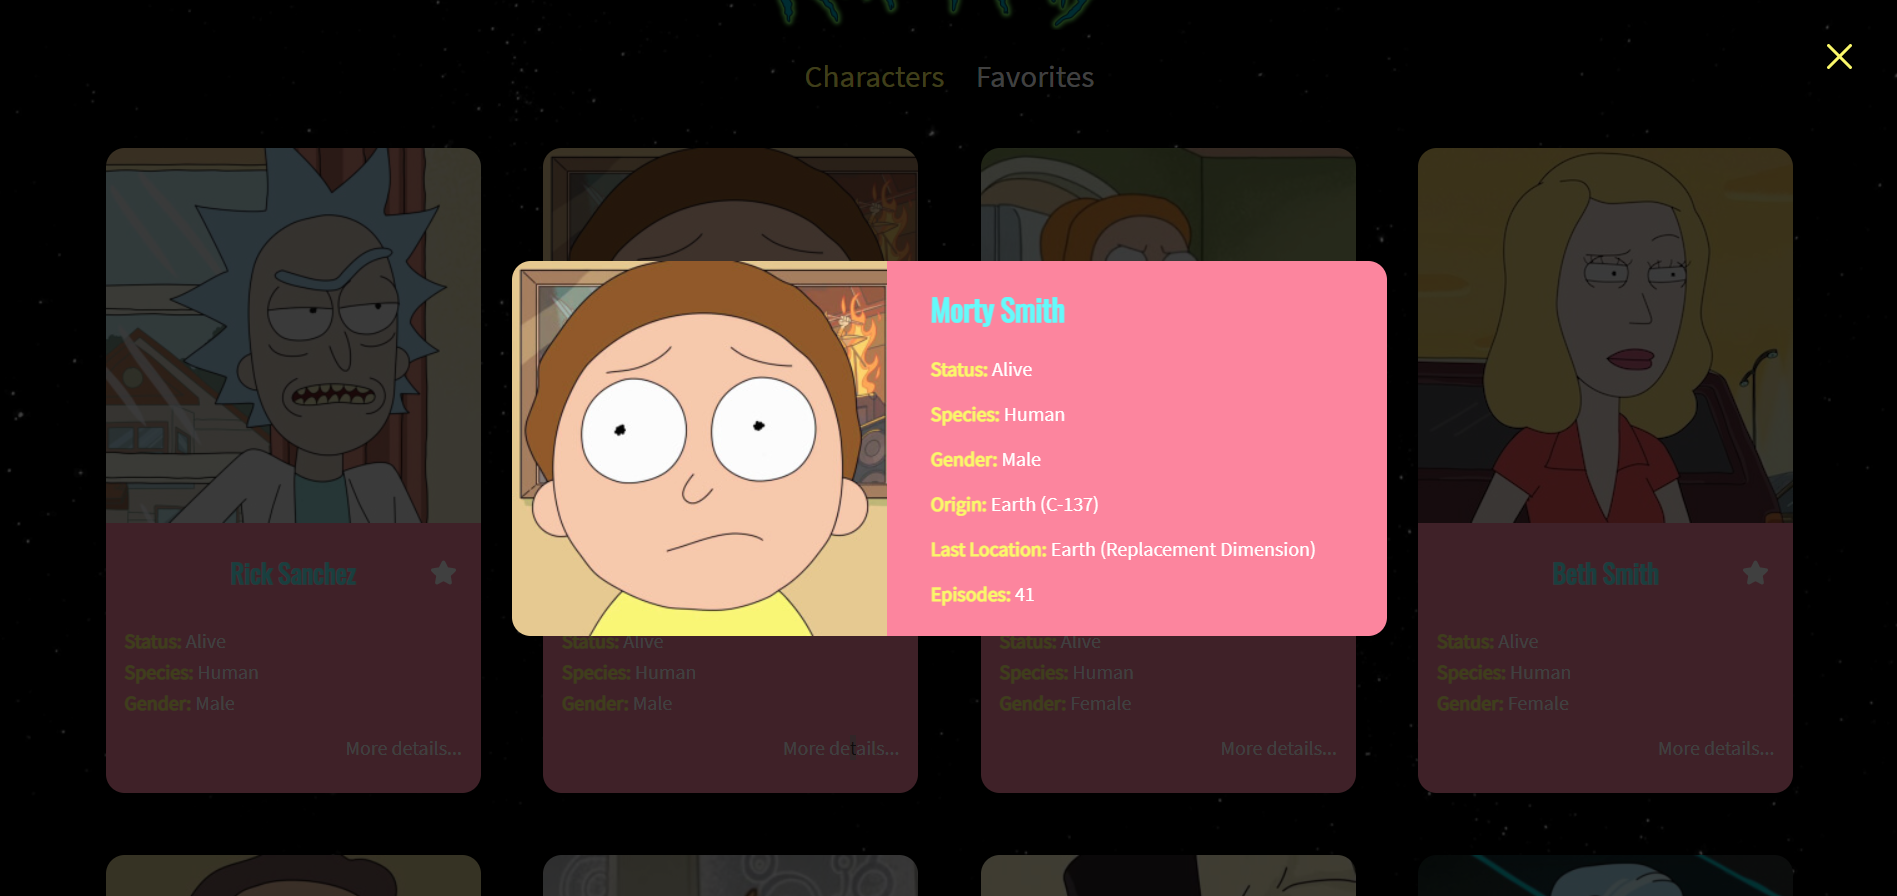 Characters Favorites
Morty Smith
Status: Alive
Species: Human
Gender: Male
Origin: Earth (C-137)
Last Location: Earth (Replacement Dimension)
Episodes: 41
Rick Sanchez
Status: Alive
Species: Human
Gender: Male
More details...
Status: Alive
Species: Human
Gender: Male
More details...
Status: Alive
Species: Human
Gender: Female
More details...
Beth Smith
Status: Alive
Species: Human
Gender: Female
More details...